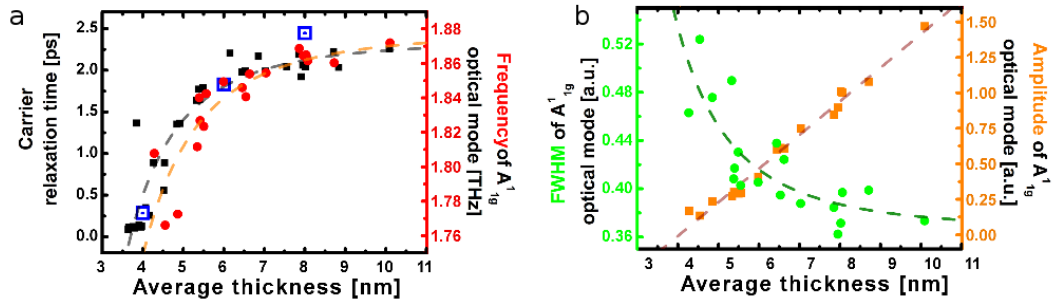 a
Carrier
relaxation time [ps]
2.5
2.0
1.5
1.0
0.5
0.0
3 4 5 6 7 8 9 10 11
Average thickness [nm]
1.88
1.86
1.84
1.82
1.80
1.78
1.76
Frequency of A¹₁g
optical mode [THz]
b
FWHM of A¹₁g
optical mode [a.u.]
0.52
0.48
0.44
0.40
0.36
3 4 5 6 7 8 9 10 11
Average thickness [nm]
1.50
1.25
1.00
0.75
0.50
0.25
0.00
Amplitude of A¹₁g
optical mode [a.u.]